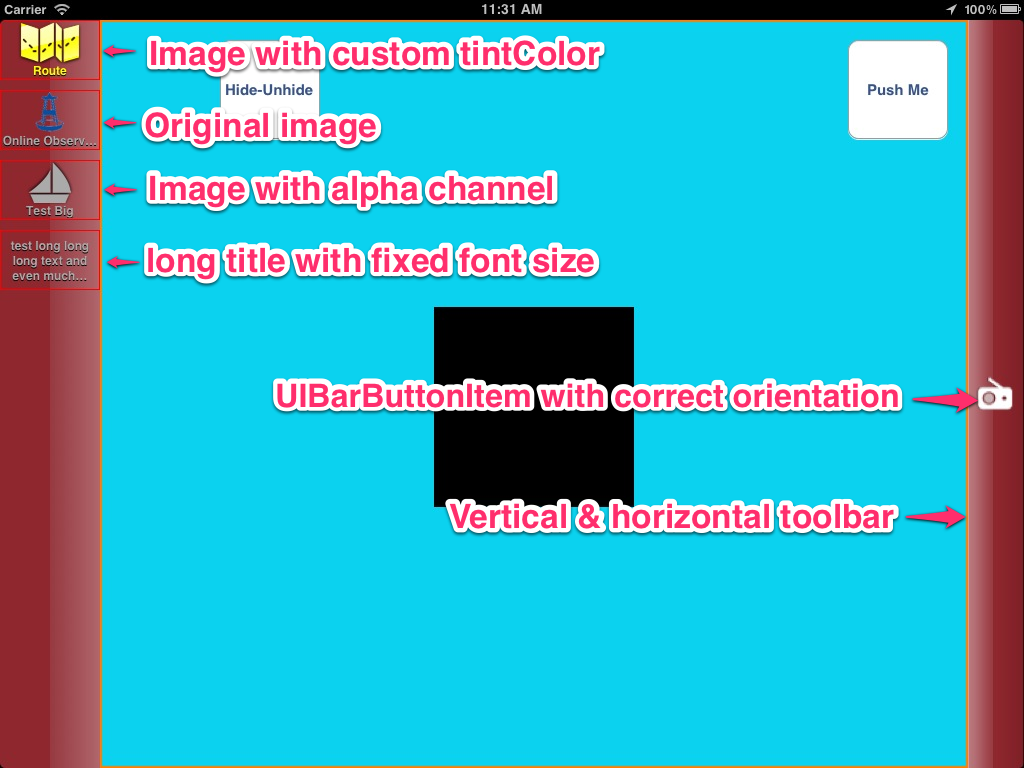 Carrier 11:31 AM 100%
Route
Image with custom tintColor
Hide-Unhide
Push Me
Original image
Online Observ...
Image with alpha channel
Test Big
test long long
long text and
even much...
long title with fixed font size
UIBarButtonItem with correct orientation
Vertical & horizontal toolbar